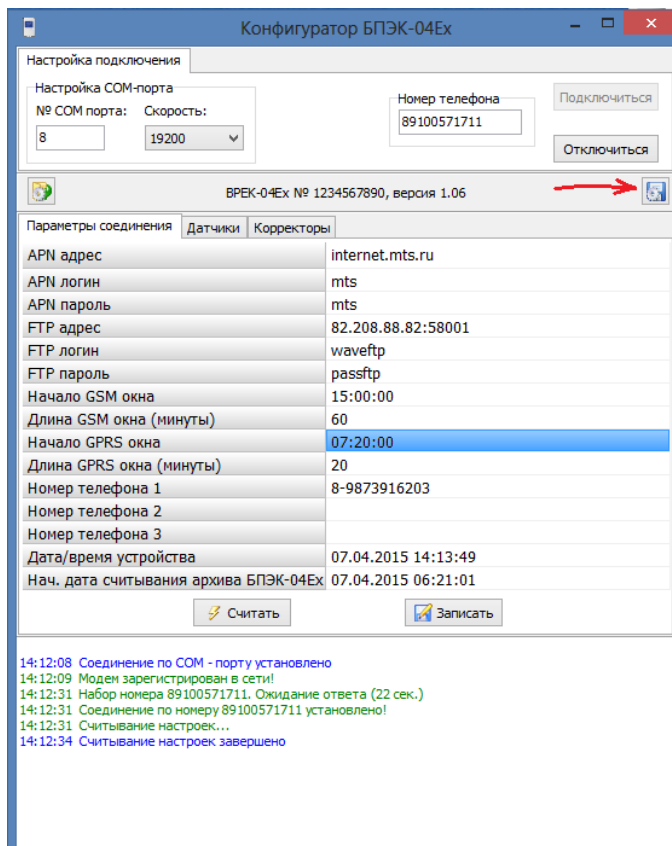 Конфигуратор БПЭК-04Ех
Настройка подключения
Настройка COM-порта
№ COM порта: Скорость:
8 19200
Номер телефона
89100571711
Подключиться
Отключиться
BPEK-04Ex № 1234567890, версия 1.06
Параметры соединения Датчики Корректоры
APN адрес internet.mts.ru
APN логин mts
APN пароль mts
FTP адрес 82.208.88.82:58001
FTP логин waveftp
FTP пароль passftp
Начало GSM окна 15:00:00
Длина GSM окна (минуты) 60
Начало GPRS окна 07:20:00
Длина GPRS окна (минуты) 20
Номер телефона 1 8-9873916203
Номер телефона 2
Номер телефона 3
Дата/время устройства 07.04.2015 14:13:49
Нач. дата считывания архива БПЭК-04Ех 07.04.2015 06:21:01
Считать Записать
14:12:08 Соединение по COM - порту установлено
14:12:09 Модем зарегистрирован в сети!
14:12:31 Набор номера 89100571711. Ожидание ответа (22 сек.)
14:12:31 Соединение по номеру 89100571711 установлено!
14:12:31 Считывание настроек...
14:12:34 Считывание настроек завершено